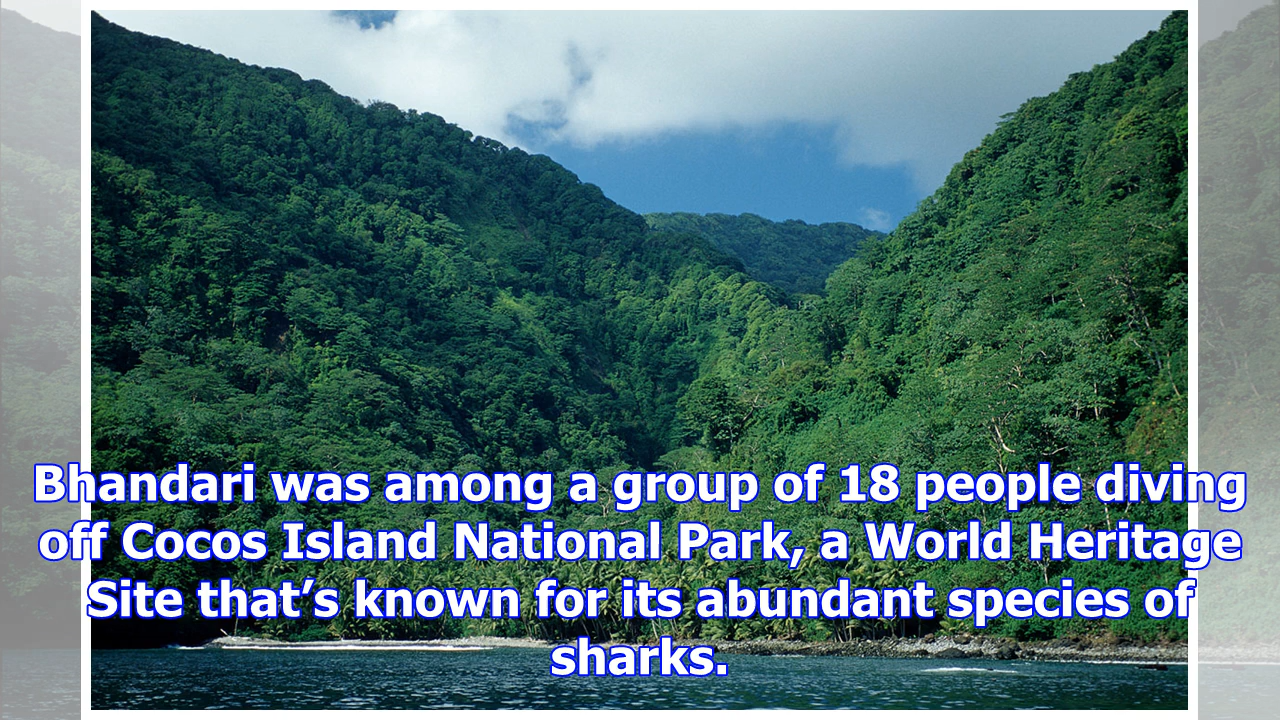 Bhandari was among a group of 18 people diving
off Cocos Island National Park, a World Heritage
Site that’s known for its abundant species of
sharks.